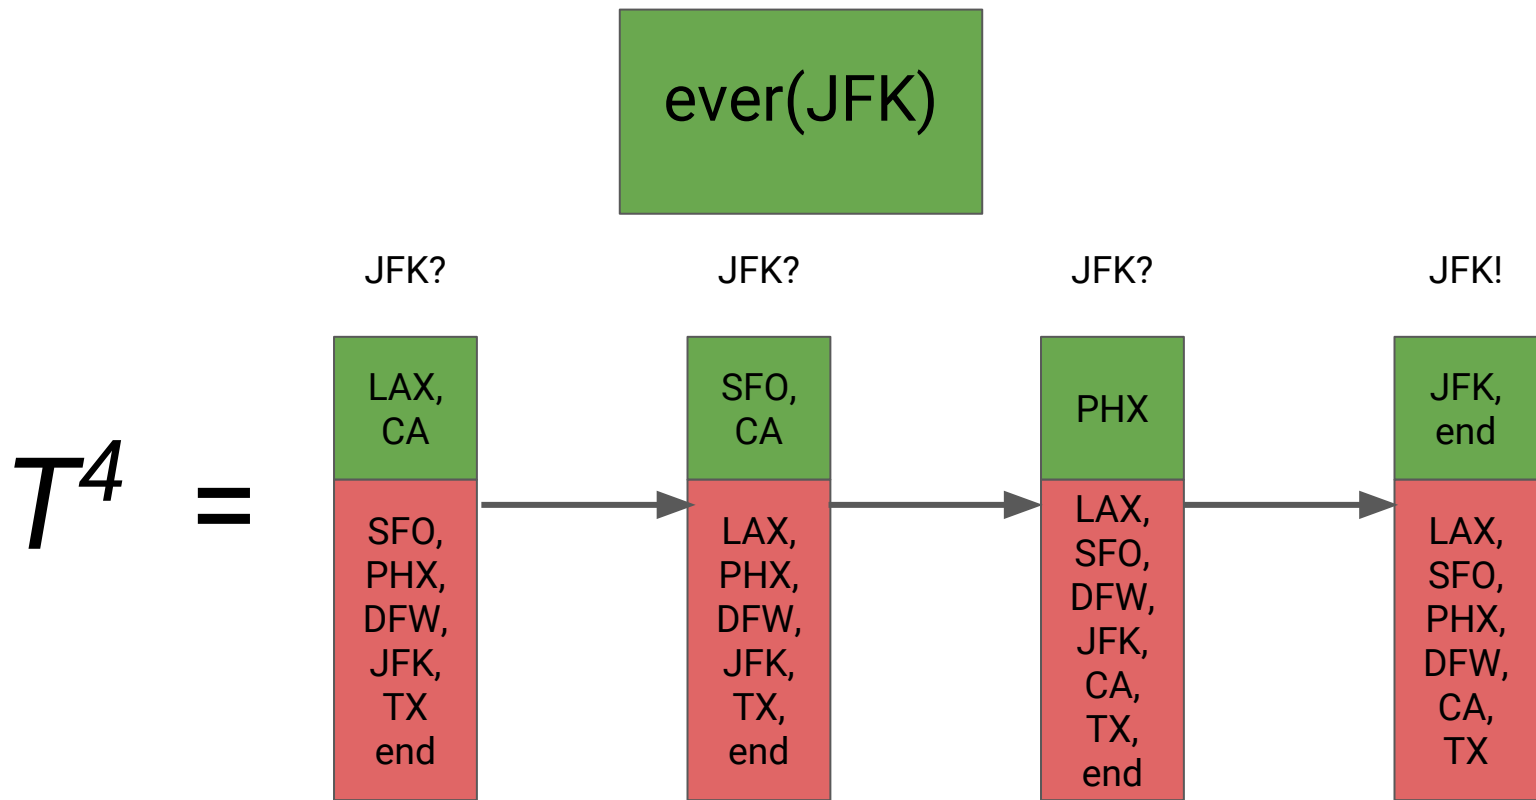 ever(JFK)
JFK?
JFK?
JFK?
JFK!
T⁴ =
LAX,
CA
SFO,
PHX,
DFW,
JFK,
TX
end
SFO,
CA
LAX,
PHX,
DFW,
JFK,
TX,
end
PHX
LAX,
SFO,
DFW,
JFK,
CA,
TX,
end
JFK,
end
LAX,
SFO,
PHX,
DFW,
CA,
TX